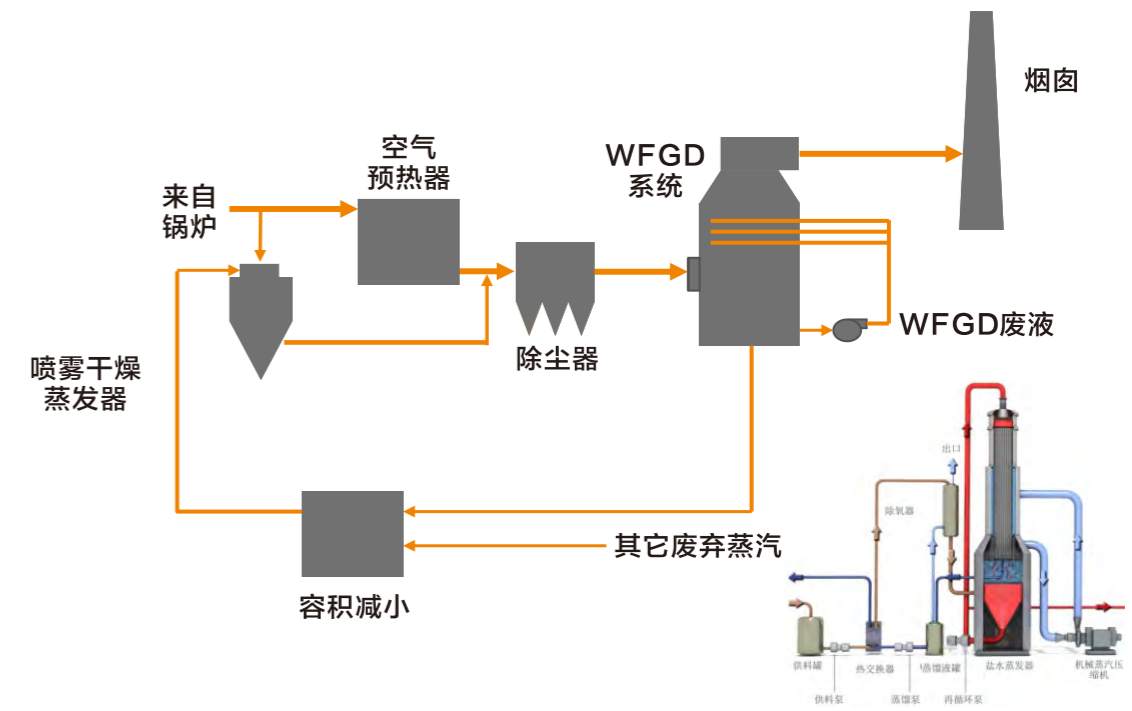 烟囱
空气
预热器
WFGD
系统
来自
锅炉
WFGD废液
除尘器
喷雾干燥
蒸发器
其它废弃蒸汽
容积减小
出口
除氧器
供料罐
热交换器
蒸馏液罐
盐水蒸发器
机械蒸汽压
缩机
供料泵
蒸馏泵
再循环泵